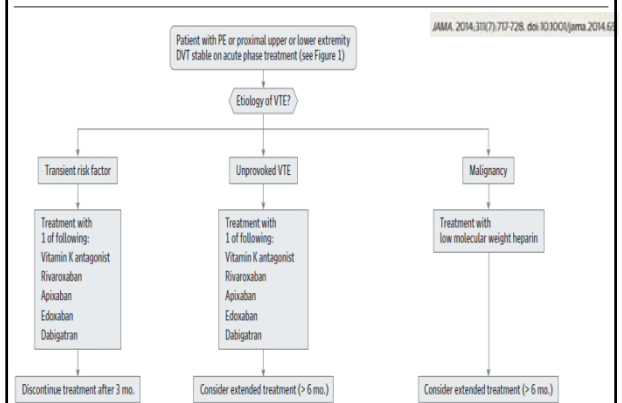 JAMA. 2014;311(7):717-728. doi:10.1001/jama.2014.65
Patient with PE or proximal upper or lower extremity
DVT stable on acute phase treatment (see Figure 1)
Etiology of VTE?
Transient risk factor
Unprovoked VTE
Malignancy
Treatment with
1 of following:
Vitamin K antagonist
Rivaroxaban
Apixaban
Edoxaban
Dabigatran
Treatment with
1 of following:
Vitamin K antagonist
Rivaroxaban
Apixaban
Edoxaban
Dabigatran
Treatment with
low molecular weight heparin
Discontinue treatment after 3 mo.
Consider extended treatment (> 6 mo.)
Consider extended treatment (> 6 mo.)